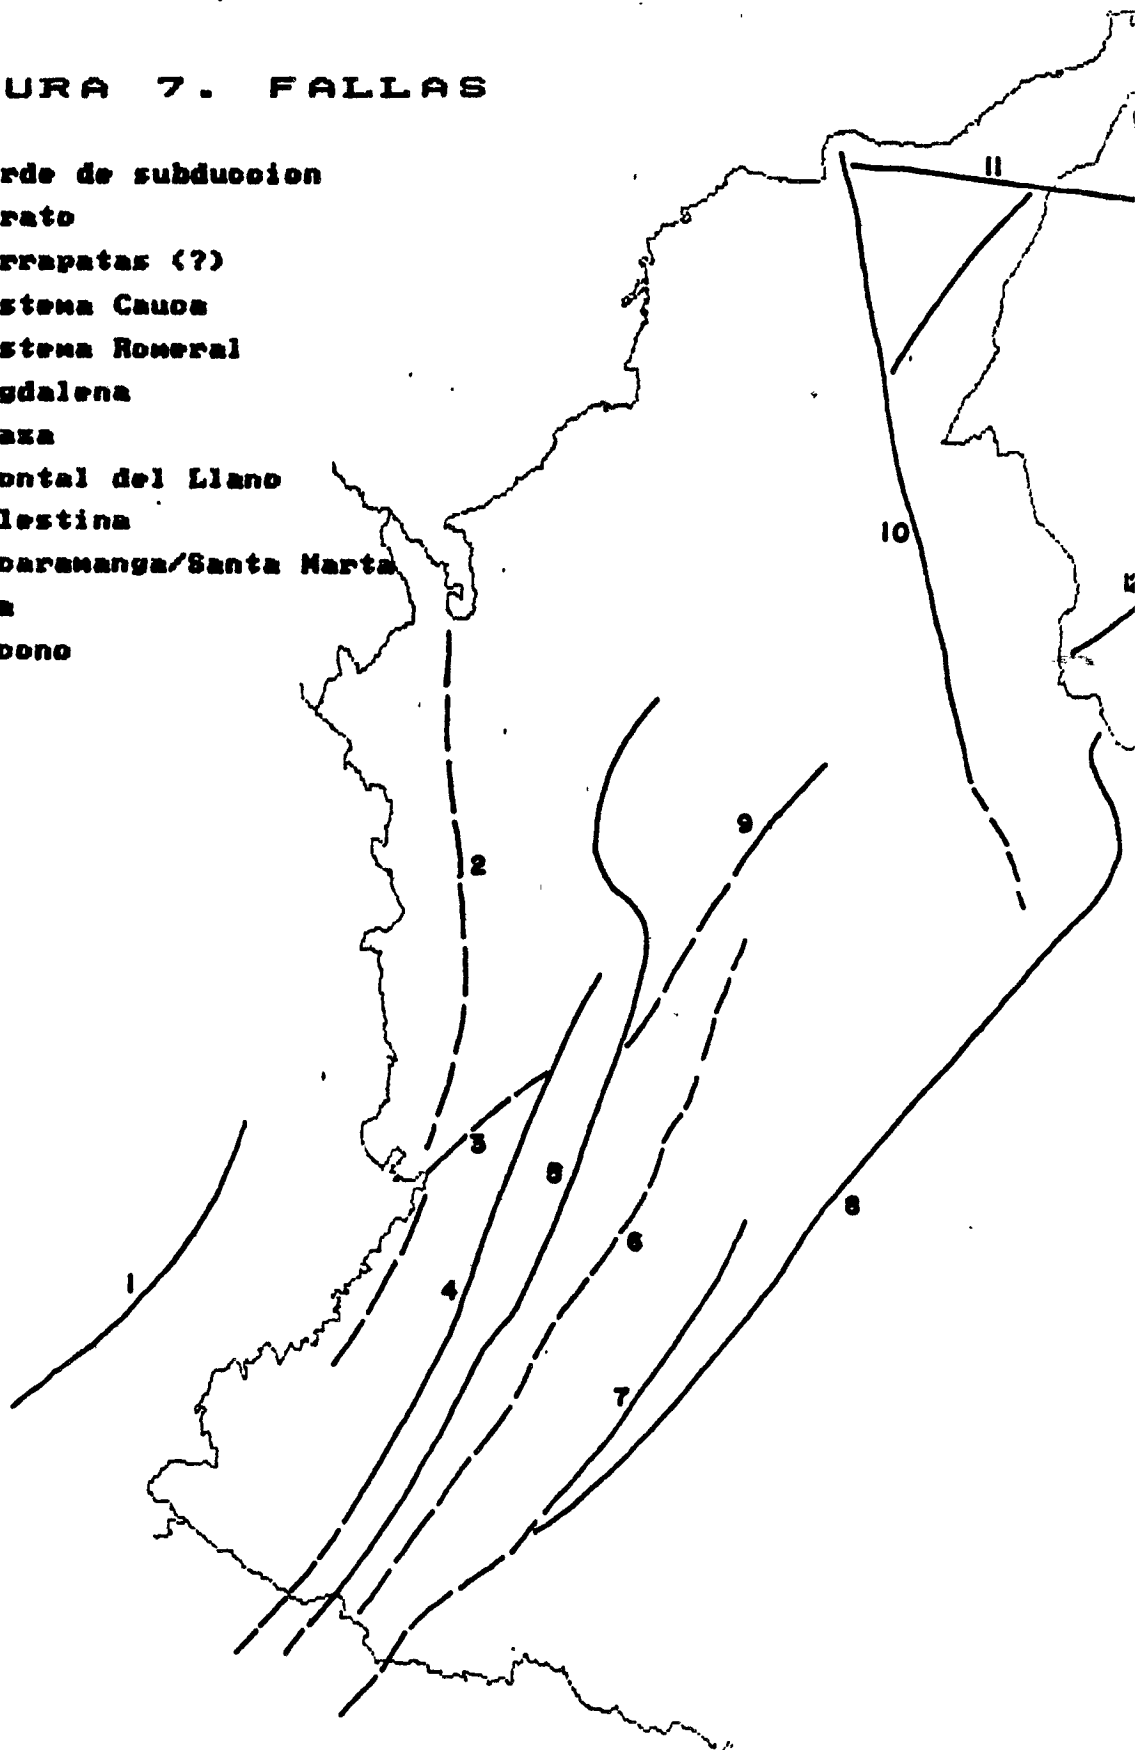 URA 7. FALLAS
rde de subduccion
rato
rrapatas (?)
stema Cauca
stema Romeral
gdalena
aza
ontal del Llano
lestina
caramanga/Santa Marta
a
cono
11
10
12
9
2
3
5
8
6
1
4
7